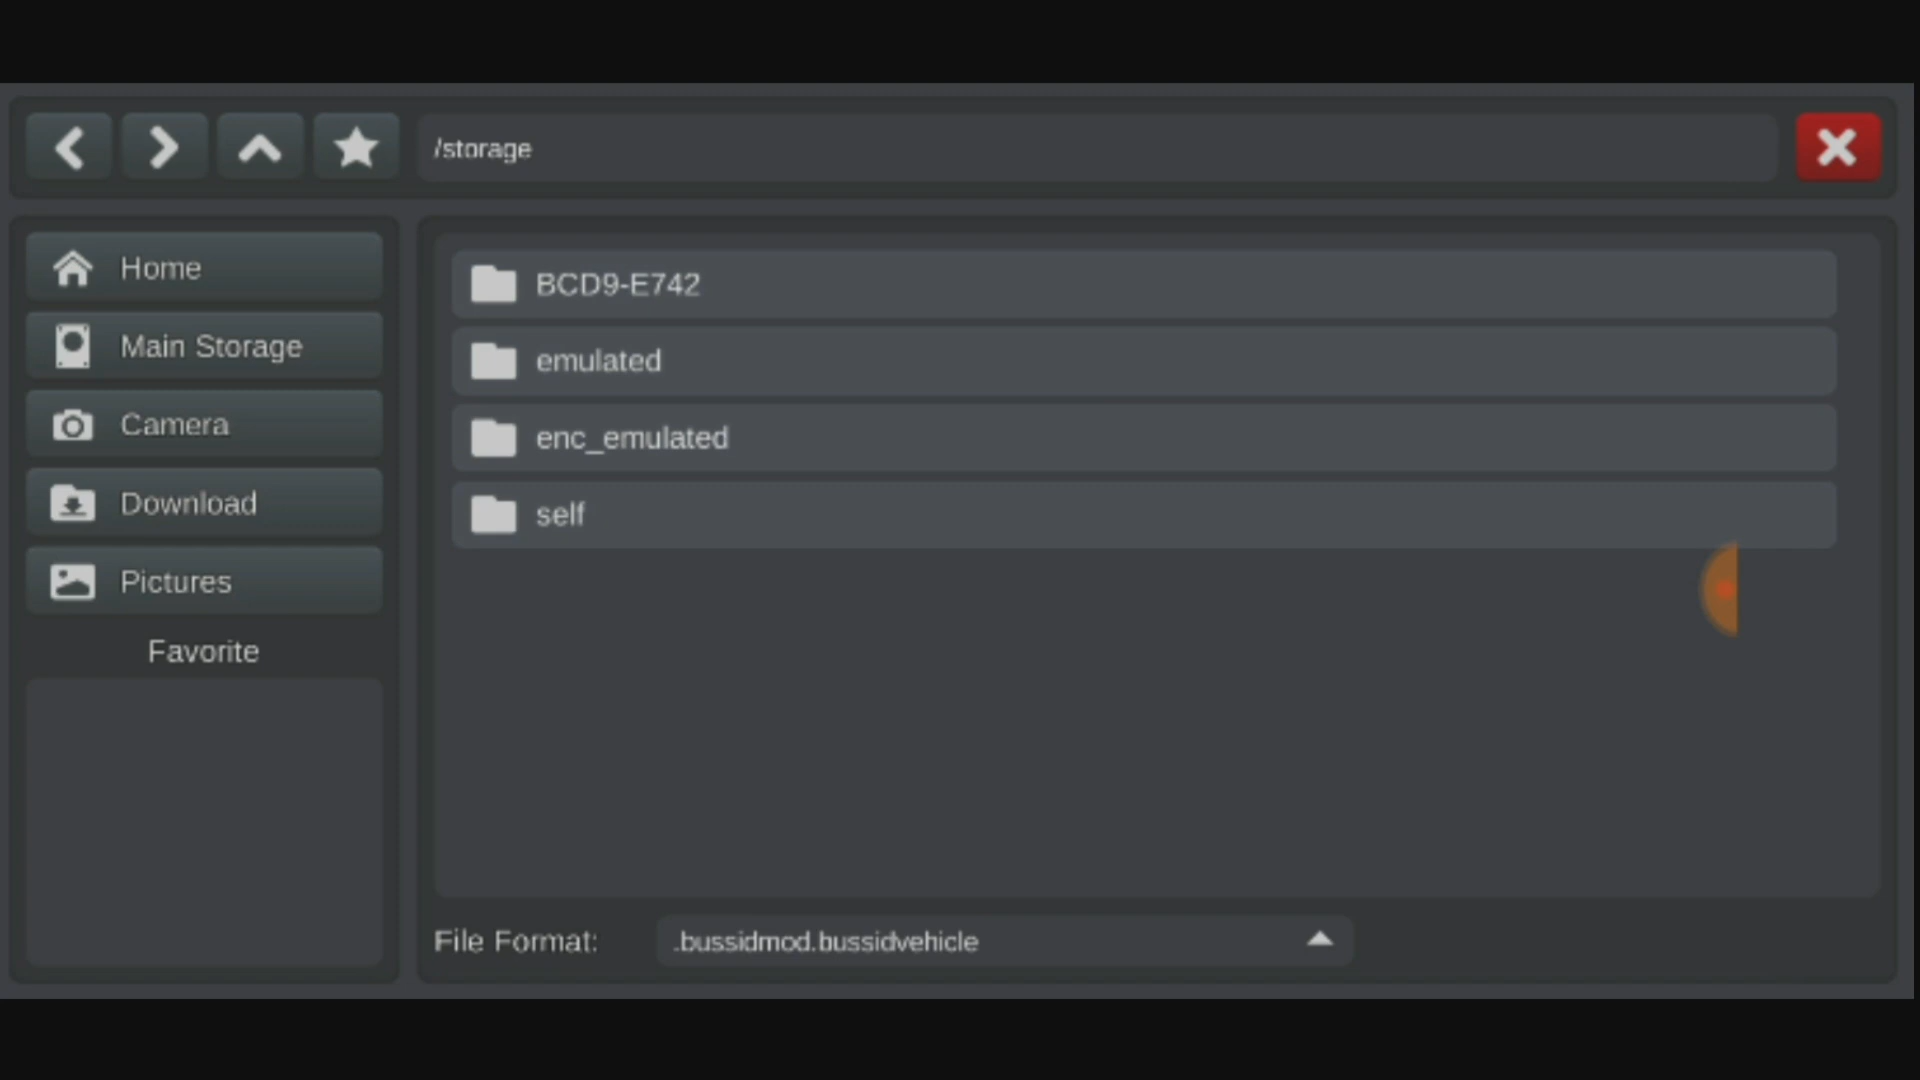 /storage
Home
Main Storage
Camera
Download
Pictures
Favorite
BCD9-E742
emulated
enc_emulated
self
File Format:
.bussidmod.bussidvehicle